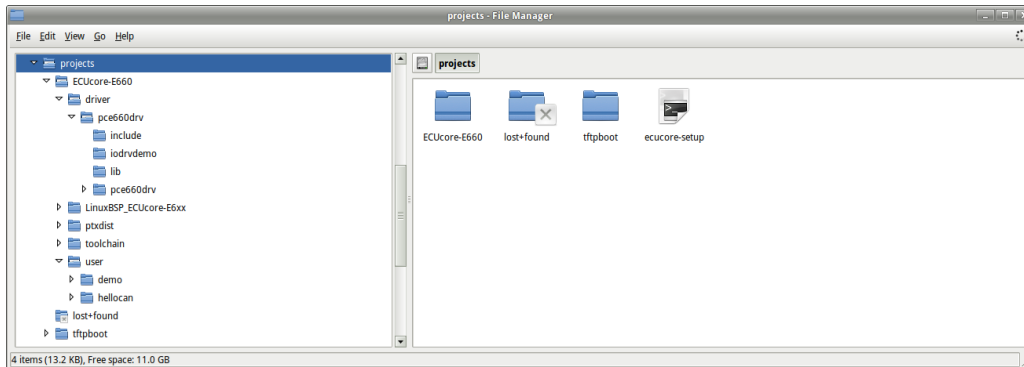 projects - File Manager
File Edit View Go Help
projects
ECUcore-E660
driver
pce660drv
include
iodrvdemo
lib
pce660drv
LinuxBSP_ECUcore-E6xx
ptxdist
toolchain
user
demo
hellocan
lost+found
tftpboot
projects
ECUcore-E660 lost+found tftpboot ecucore-setup
4 items (13.2 KB), Free space: 11.0 GB